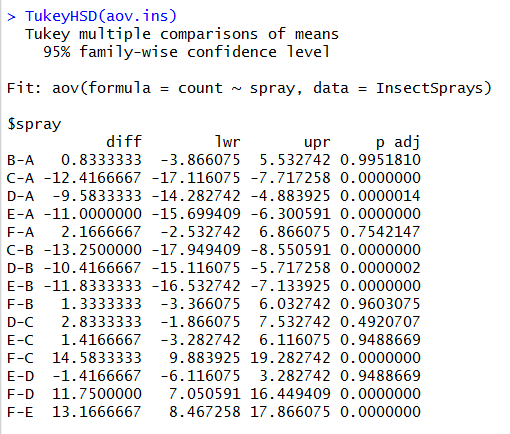 > TukeyHSD(aov.ins)
  Tukey multiple comparisons of means
    95% family-wise confidence level

Fit: aov(formula = count ~ spray, data = InsectSprays)

$spray
           diff        lwr       upr     p adj
B-A   0.8333333  -3.866075  5.532742 0.9951810
C-A -12.4166667 -17.116075 -7.717258 0.0000000
D-A  -9.5833333 -14.282742 -4.883925 0.0000014
E-A -11.0000000 -15.699409 -6.300591 0.0000000
F-A   2.1666667  -2.532742  6.866075 0.7542147
C-B -13.2500000 -17.949409 -8.550591 0.0000000
D-B -10.4166667 -15.116075 -5.717258 0.0000002
E-B -11.8333333 -16.532742 -7.133925 0.0000000
F-B   1.3333333  -3.366075  6.032742 0.9603075
D-C   2.8333333  -1.866075  7.532742 0.4920707
E-C   1.4166667  -3.282742  6.116075 0.9488669
F-C  14.5833333   9.883925 19.282742 0.0000000
E-D  -1.4166667  -6.116075  3.282742 0.9488669
F-D  11.7500000   7.050591 16.449409 0.0000000
F-E  13.1666667   8.467258 17.866075 0.0000000